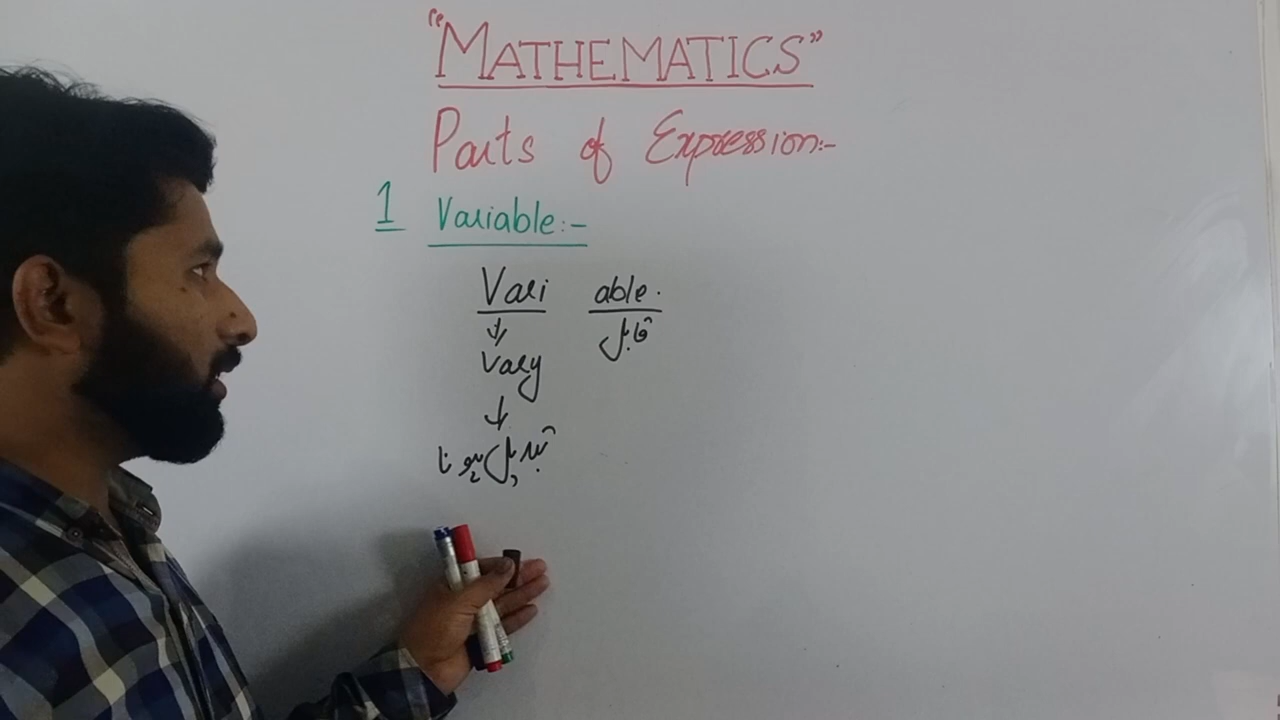 "MATHEMATICS"
Parts of Expression:-
1 Variable:-
Vari able.
↓ قابل
Vary
↓
تبدیل ہونا